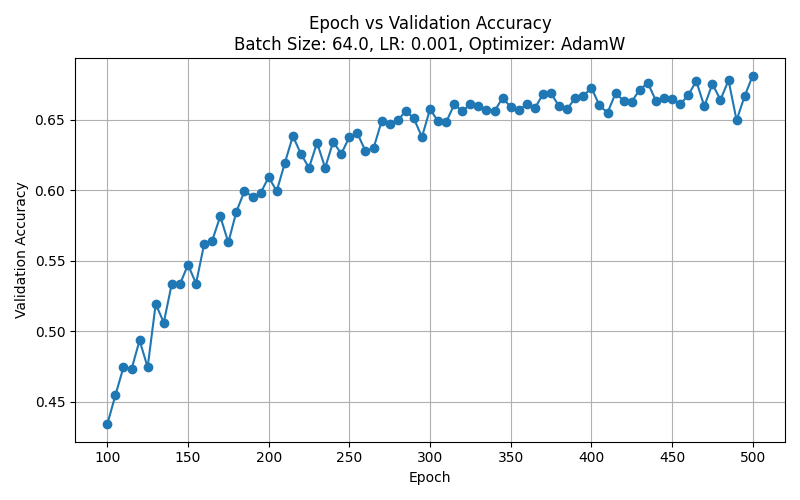 Epoch vs Validation Accuracy
Batch Size: 64.0, LR: 0.001, Optimizer: AdamW
Validation Accuracy
0.65
0.60
0.55
0.50
0.45
100 150 200 250 300 350 400 450 500
Epoch